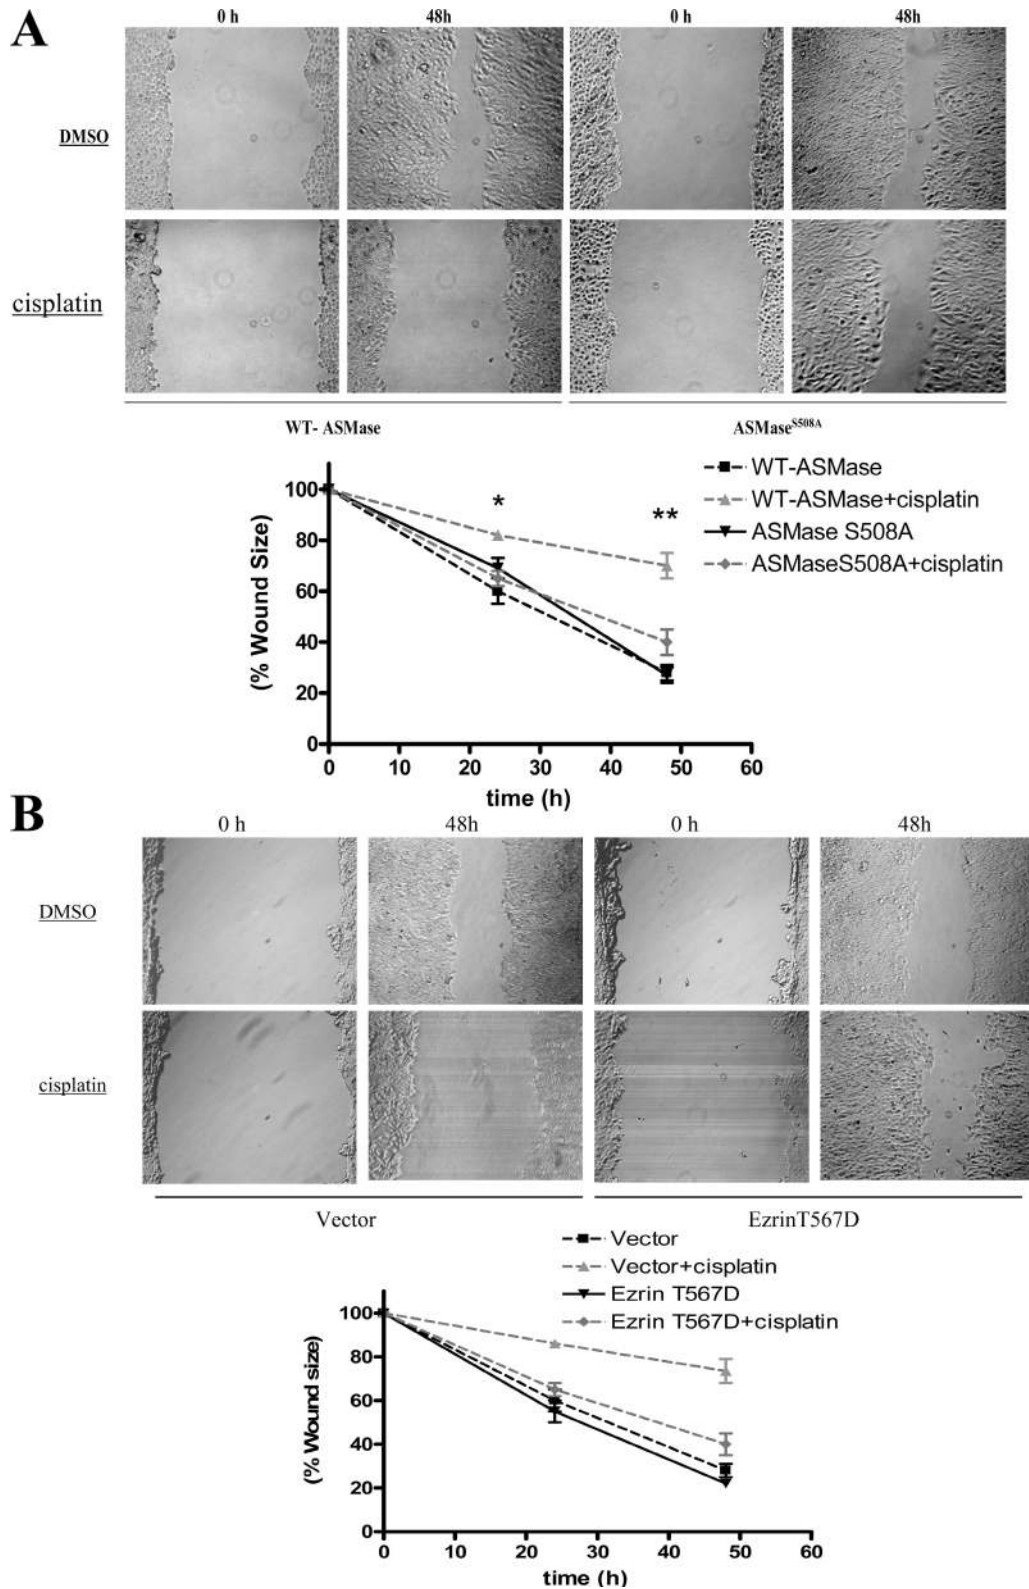 A
0 h 48h 0 h 48h
DMSO
cisplatin
WT- ASMase ASMaseS508A
WT-ASMase
WT-ASMase+cisplatin
ASMase S508A
ASMaseS508A+cisplatin
* **
(% Wound Size)
100
80
60
40
20
0
0 10 20 30 40 50 60
time (h)
B
0 h 48h 0 h 48h
DMSO
cisplatin
Vector EzrinT567D
Vector
Vector+cisplatin
Ezrin T567D
Ezrin T567D+cisplatin
(% Wound size)
100
80
60
40
20
0
0 10 20 30 40 50 60
time (h)